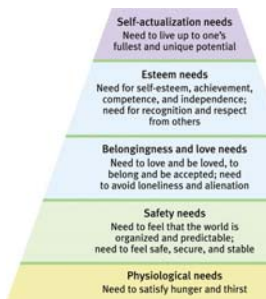 Self-actualization needs
Need to live up to one's
fullest and unique potential
Esteem needs
Need for self-esteem, achievement,
competence, and independence;
need for recognition and respect
from others
Belongingness and love needs
Need to love and be loved, to
belong and be accepted; need
to avoid loneliness and alienation
Safety needs
Need to feel that the world is
organized and predictable;
need to feel safe, secure, and stable
Physiological needs
Need to satisfy hunger and thirst